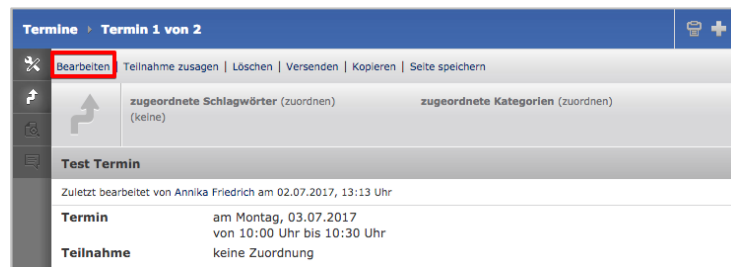 Termine › Termin 1 von 2
Bearbeiten | Teilnahme zusagen | Löschen | Versenden | Kopieren | Seite speichern
zugeordnete Schlagwörter (zuordnen) zugeordnete Kategorien (zuordnen)
(keine)
Test Termin
Zuletzt bearbeitet von Annika Friedrich am 02.07.2017, 13:13 Uhr
Termin am Montag, 03.07.2017
von 10:00 Uhr bis 10:30 Uhr
Teilnahme keine Zuordnung